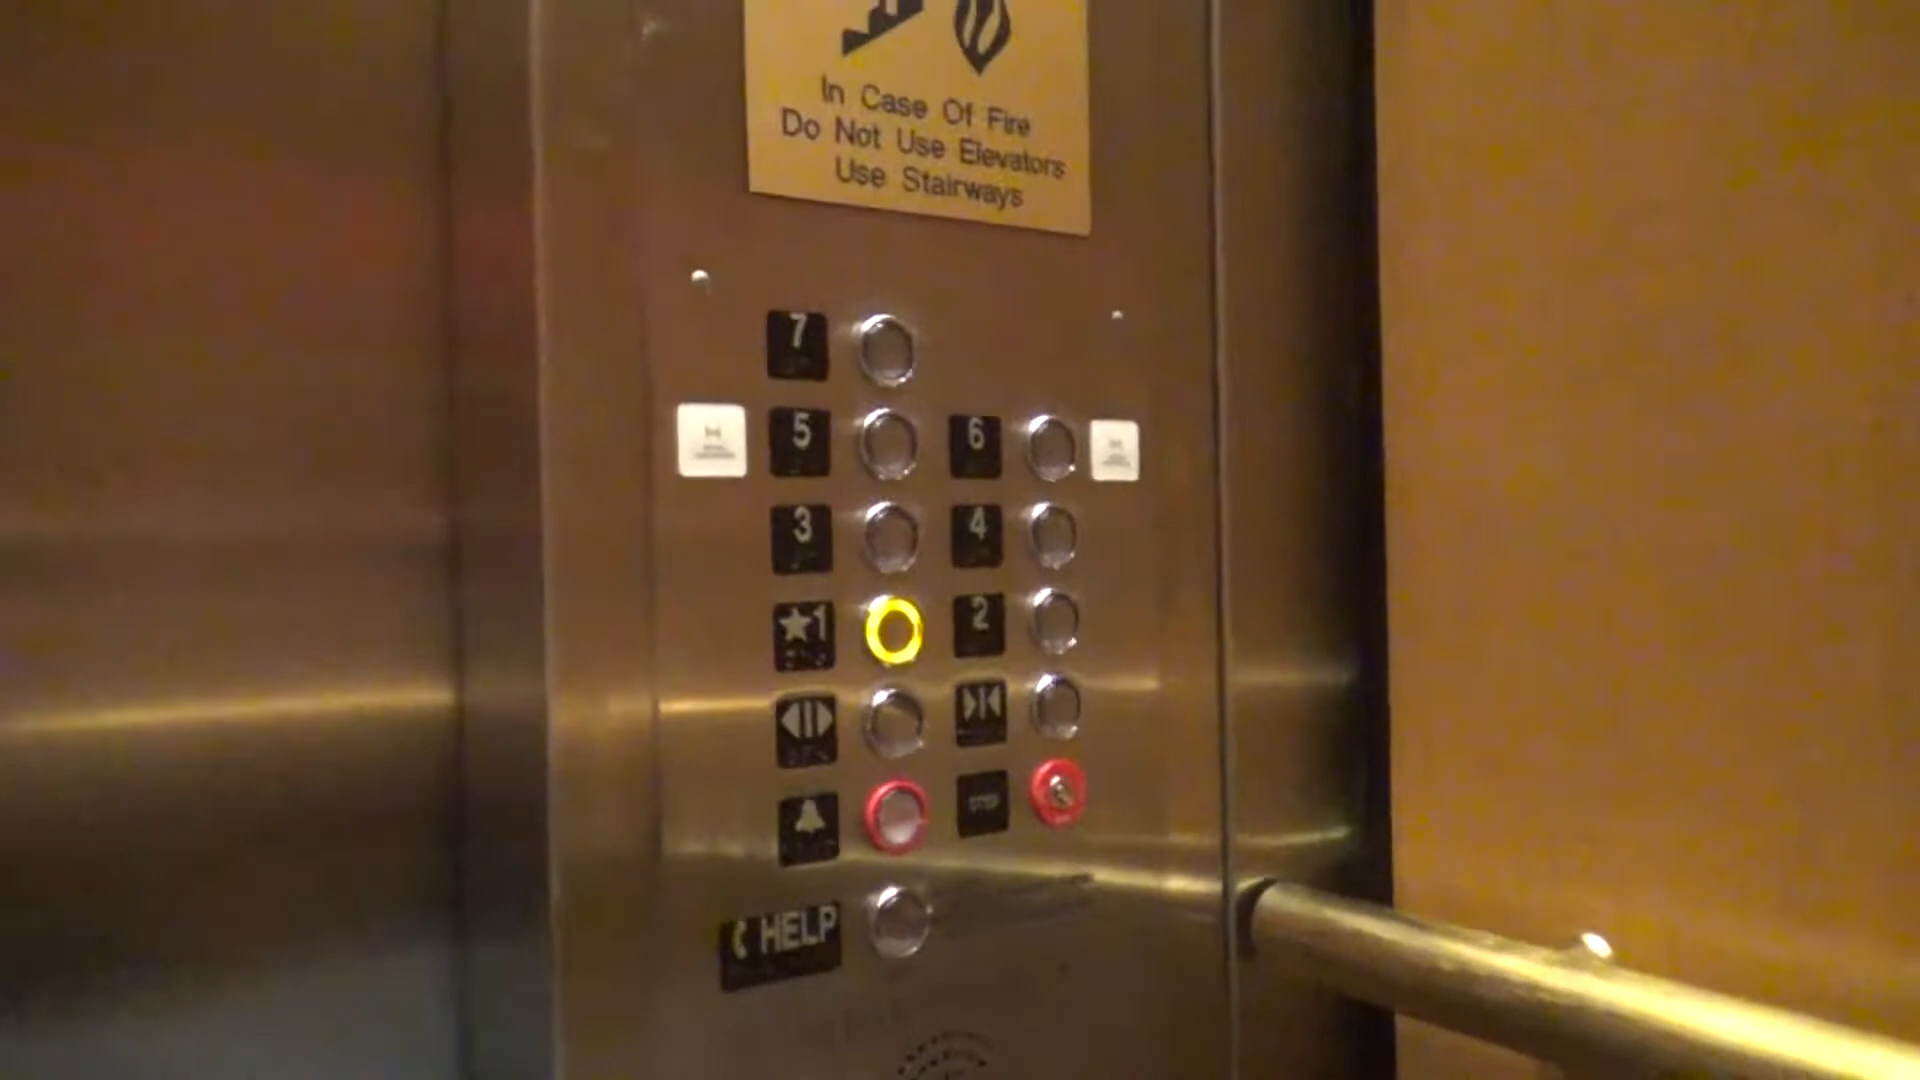 In Case Of Fire
Do Not Use Elevators
Use Stairways
7
5 6
3 4
★1 2
STOP
HELP